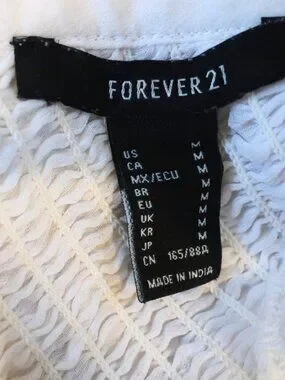 FOREVER 21
US M
CA M
MX/ECU M
BR M
EU M
UK M
KR M
JP M
CN 165/88A
MADE IN INDIA